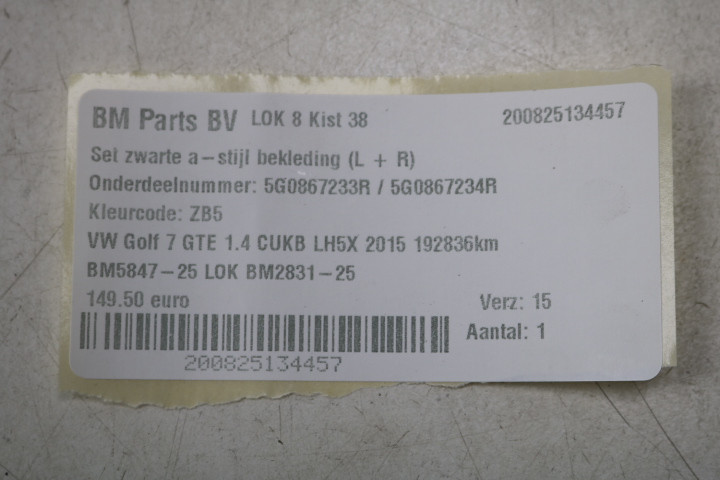 BM Parts BV LOK 8 Kist 38 200825134457
Set zwarte a-stijl bekleding (L + R)
Onderdeelnummer: 5G0867233R / 5G0867234R
Kleurcode: ZB5
VW Golf 7 GTE 1.4 CUKB LH5X 2015 192836km
BM5847-25 LOK BM2831-25
149.50 euro Verz: 15
Aantal: 1
200825134457